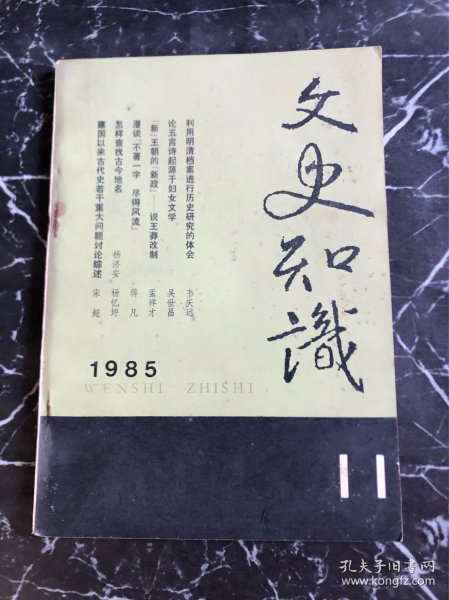 文史知識
利用明清档案进行历史研究的体会 韦庆远
论五言诗起源于妇女文学 吴世昌
「新」王朝的「新政」——说王莽改制 孟祥才
漫谈「不著一字 尽得风流」 蒋凡
怎样查找古今地名 杨济安 杨忆坪
建国以来古代史若干重大问题讨论综述 宋超
1985
WENSHI ZHISHI
11
孔夫子旧书网
www.kongfz.com